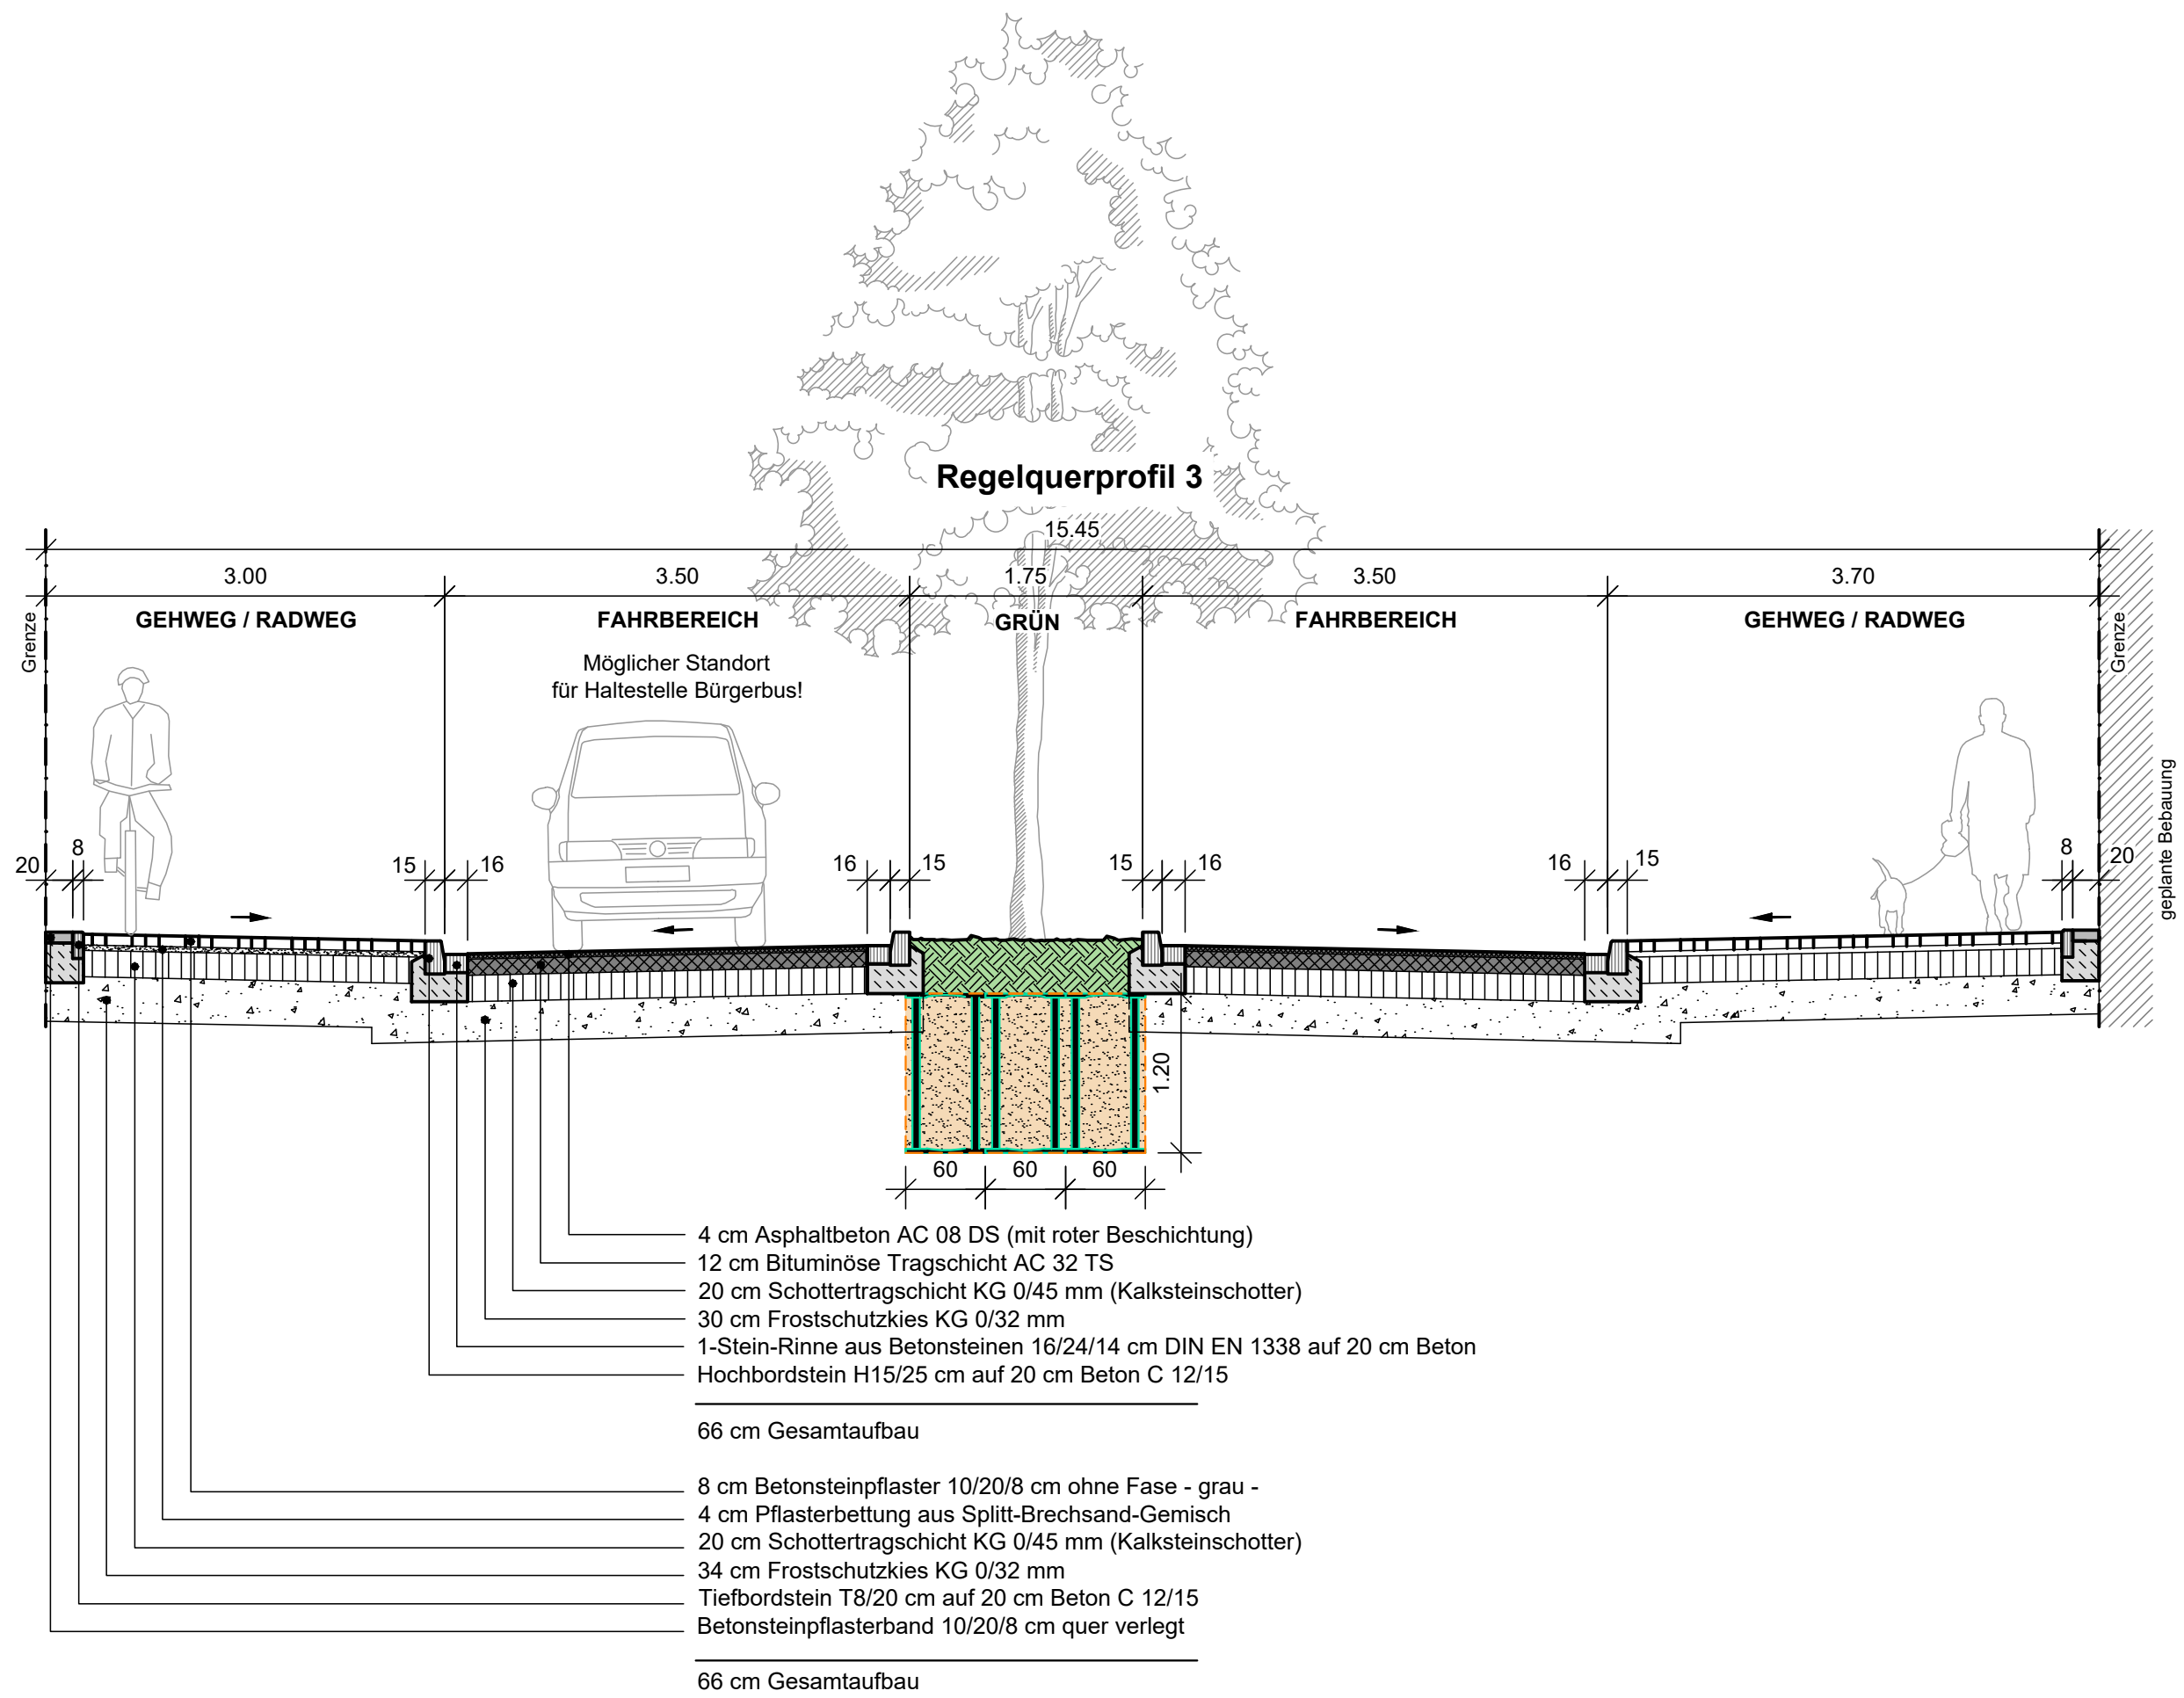 Regelquerprofil 3
15.45
3.00
3.50
1.75
3.50
3.70
GEHWEG / RADWEG
FAHRBEREICH
GRÜN
FAHRBEREICH
GEHWEG / RADWEG
Grenze
Grenze
Möglicher Standort
für Haltestelle Bürgerbus!
geplante Bebauung
20
8
15
16
16
15
15
16
16
15
8
20
1.20
60
60
60
4 cm Asphaltbeton AC 08 DS (mit roter Beschichtung)
12 cm Bituminöse Tragschicht AC 32 TS
20 cm Schottertragschicht KG 0/45 mm (Kalksteinschotter)
30 cm Frostschutzkies KG 0/32 mm
1-Stein-Rinne aus Betonsteinen 16/24/14 cm DIN EN 1338 auf 20 cm Beton
Hochbordstein H15/25 cm auf 20 cm Beton C 12/15
66 cm Gesamtaufbau
8 cm Betonsteinpflaster 10/20/8 cm ohne Fase - grau -
4 cm Pflasterbettung aus Splitt-Brechsand-Gemisch
20 cm Schottertragschicht KG 0/45 mm (Kalksteinschotter)
34 cm Frostschutzkies KG 0/32 mm
Tiefbordstein T8/20 cm auf 20 cm Beton C 12/15
Betonsteinpflasterband 10/20/8 cm quer verlegt
66 cm Gesamtaufbau